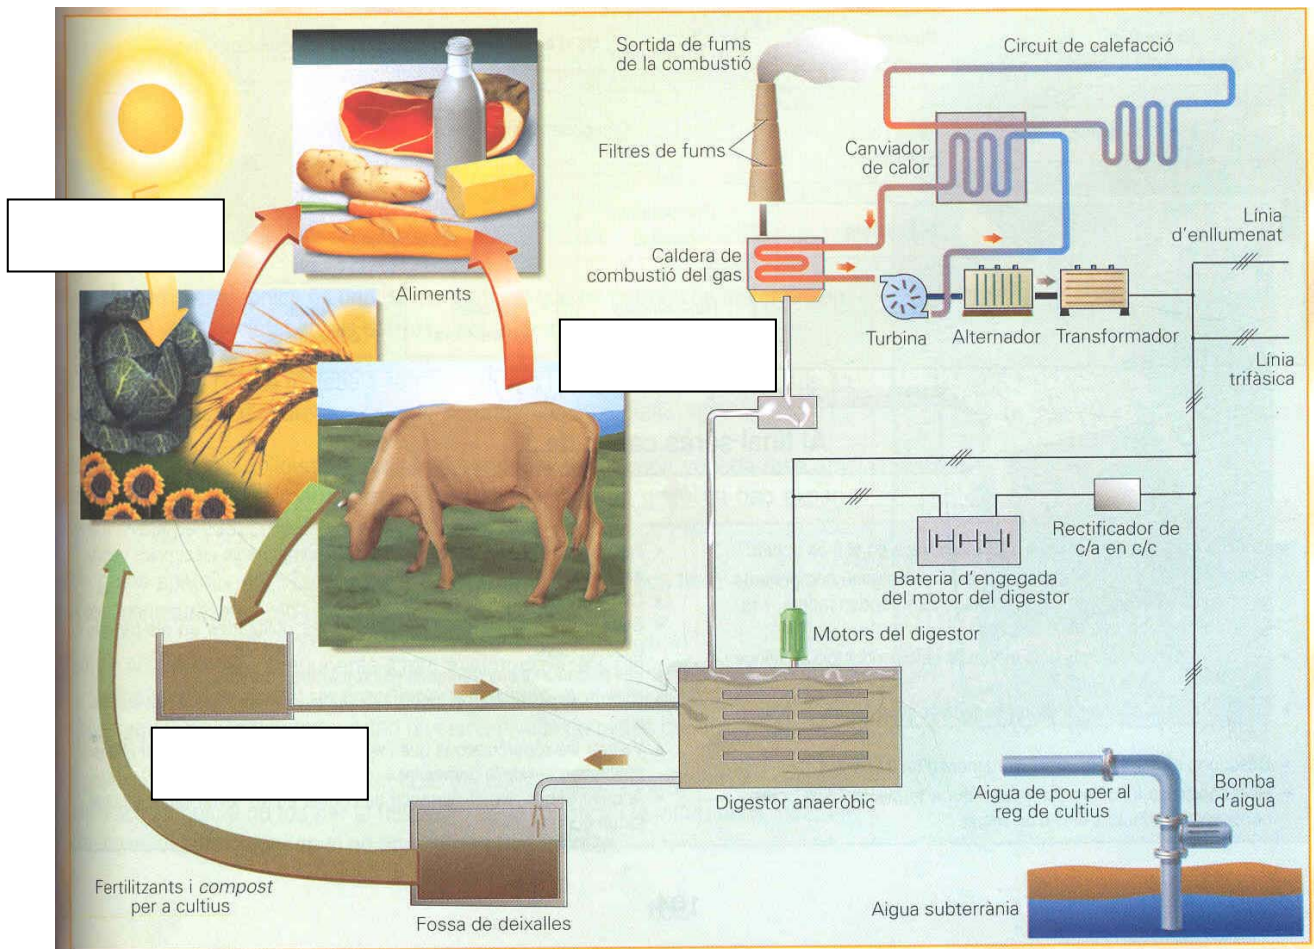 Sortida de fums
de la combustió
Circuit de calefacció
Filtres de fums
Canviador
de calor
Línia
d'enllumenat
Caldera de
combustió del gas
Aliments
Turbina
Alternador
Transformador
Línia
trifàsica
Rectificador de
c/a en c/c
Bateria d'engegada
del motor del digestor
Motors del digestor
Digestor anaeròbic
Aigua de pou per al
reg de cultius
Bomba
d'aigua
Fertilitzants i compost
per a cultius
Fossa de deixalles
Aigua subterrània